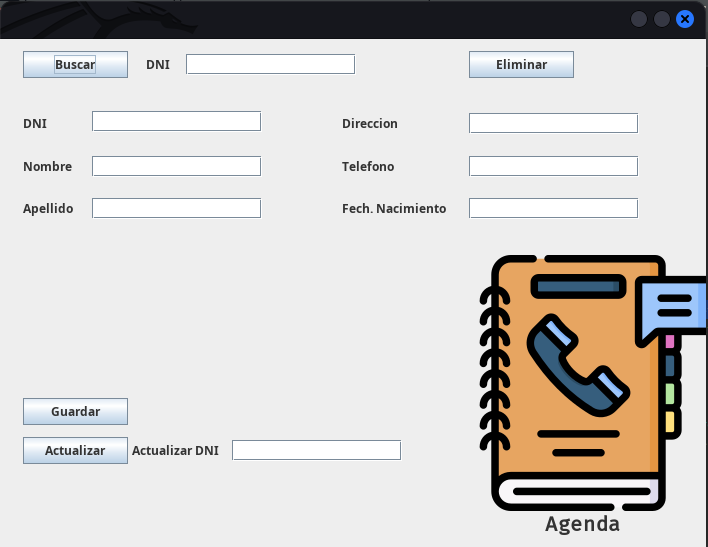 Buscar DNI Eliminar
DNI Direccion
Nombre Telefono
Apellido Fech. Nacimiento
Guardar
Actualizar Actualizar DNI
Agenda